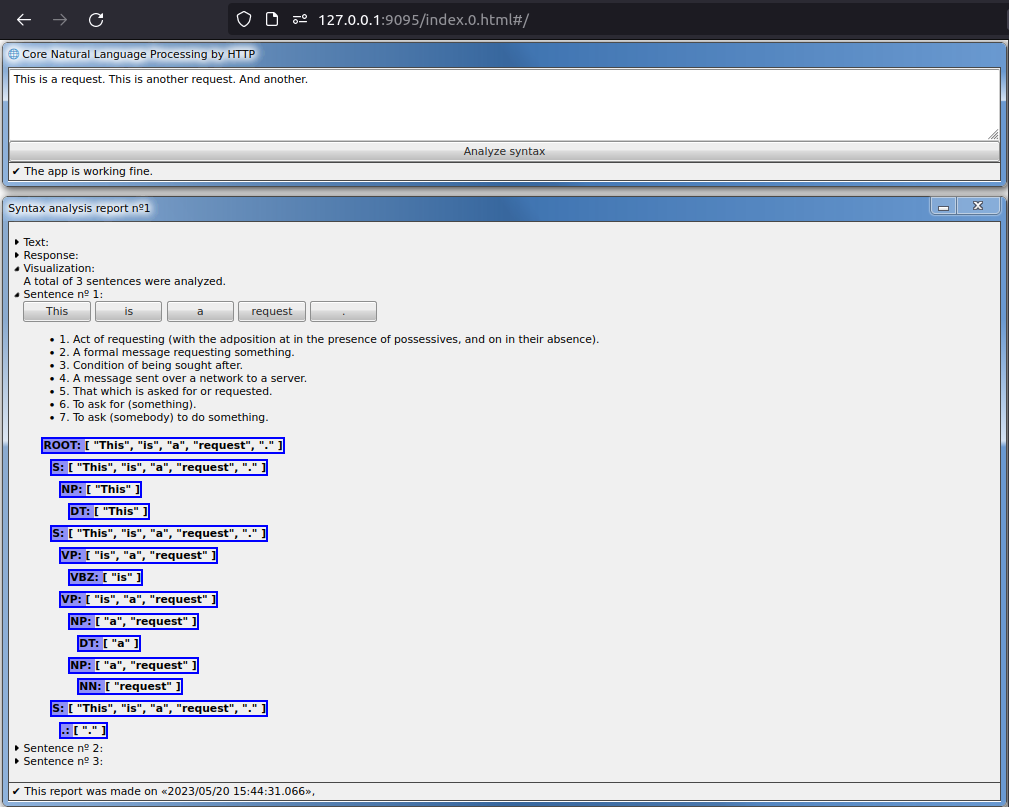 127.0.0.1:9095/index.0.html#/
Core Natural Language Processing by HTTP
This is a request. This is another request. And another.
Analyze syntax
✔ The app is working fine.
Syntax analysis report nº1
Text:
Response:
Visualization:
A total of 3 sentences were analyzed.
Sentence nº 1:
This is a request .
• 1. Act of requesting (with the adposition at in the presence of possessives, and on in their absence).
• 2. A formal message requesting something.
• 3. Condition of being sought after.
• 4. A message sent over a network to a server.
• 5. That which is asked for or requested.
• 6. To ask for (something).
• 7. To ask (somebody) to do something.
ROOT: [ "This", "is", "a", "request", "." ]
S: [ "This", "is", "a", "request", "." ]
NP: [ "This" ]
DT: [ "This" ]
S: [ "This", "is", "a", "request", "." ]
VP: [ "is", "a", "request" ]
VBZ: [ "is" ]
VP: [ "is", "a", "request" ]
NP: [ "a", "request" ]
DT: [ "a" ]
NP: [ "a", "request" ]
NN: [ "request" ]
S: [ "This", "is", "a", "request", "." ]
.: [ "." ]
Sentence nº 2:
Sentence nº 3:
✔ This report was made on «2023/05/20 15:44:31.066»,